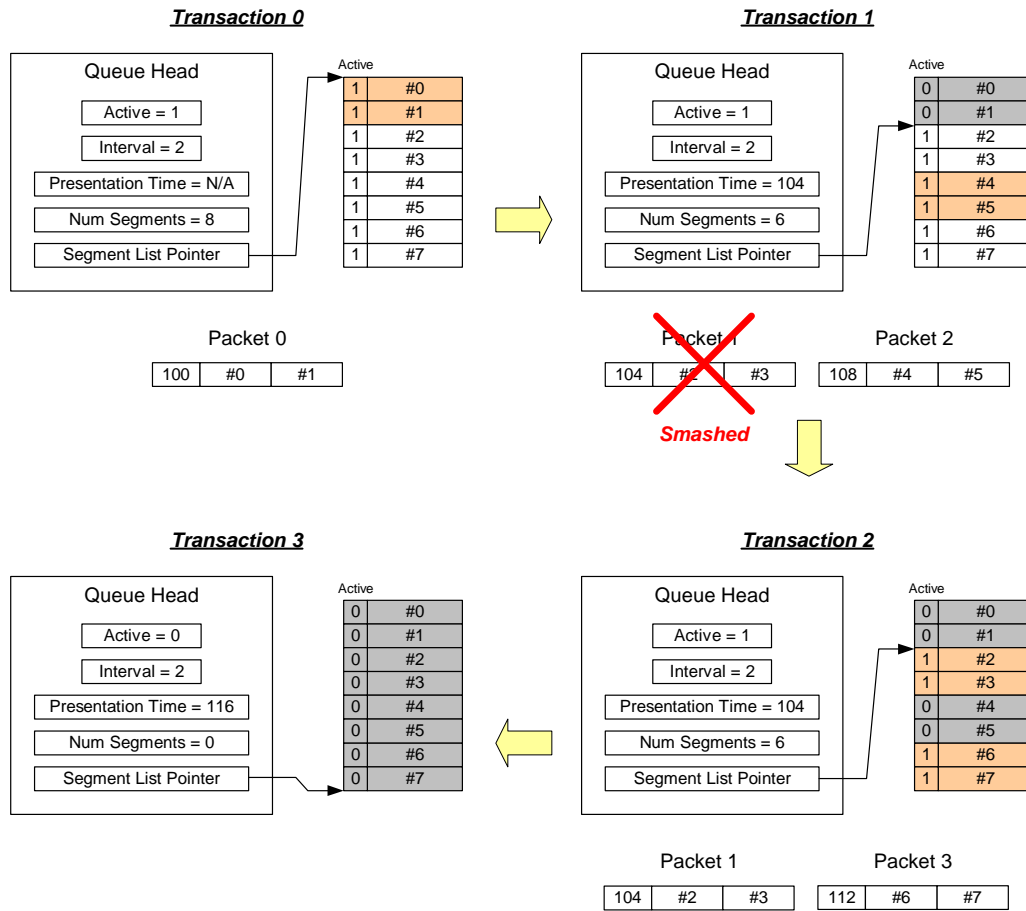 Transaction 0
Queue Head
Active = 1
Interval = 2
Presentation Time = N/A
Num Segments = 8
Segment List Pointer
Active
1 #0
1 #1
1 #2
1 #3
1 #4
1 #5
1 #6
1 #7
Packet 0
100 #0 #1
Transaction 1
Queue Head
Active = 1
Interval = 2
Presentation Time = 104
Num Segments = 6
Segment List Pointer
Active
0 #0
0 #1
1 #2
1 #3
1 #4
1 #5
1 #6
1 #7
Packet 1
104 #2 #3
Smashed
Packet 2
108 #4 #5
Transaction 3
Queue Head
Active = 0
Interval = 2
Presentation Time = 116
Num Segments = 0
Segment List Pointer
Active
0 #0
0 #1
0 #2
0 #3
0 #4
0 #5
0 #6
0 #7
Transaction 2
Queue Head
Active = 1
Interval = 2
Presentation Time = 104
Num Segments = 6
Segment List Pointer
Active
0 #0
0 #1
1 #2
1 #3
0 #4
0 #5
1 #6
1 #7
Packet 1
104 #2 #3
Packet 3
112 #6 #7